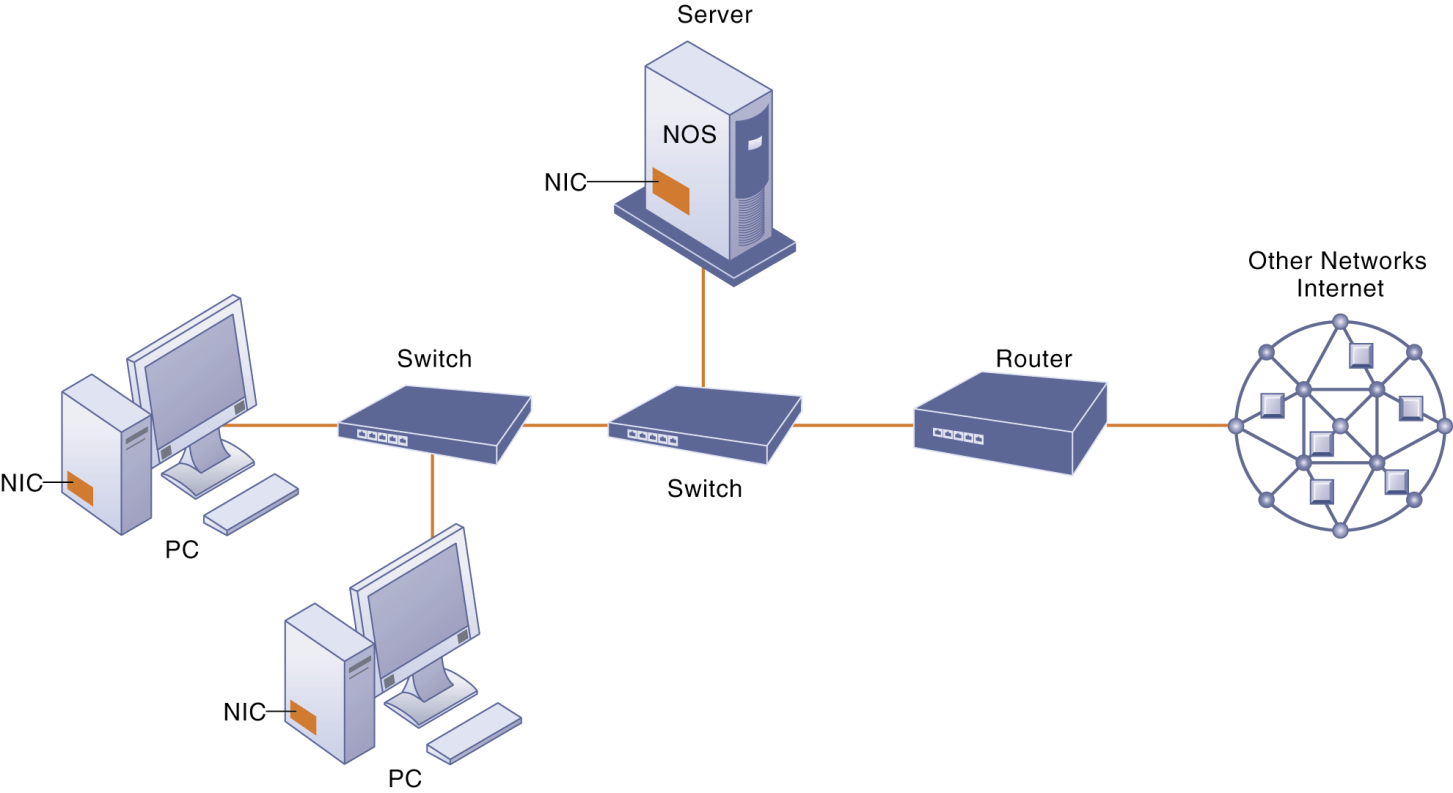 Server
NOS
NIC
Other Networks
Internet
Switch
Router
NIC
Switch
PC
NIC
PC